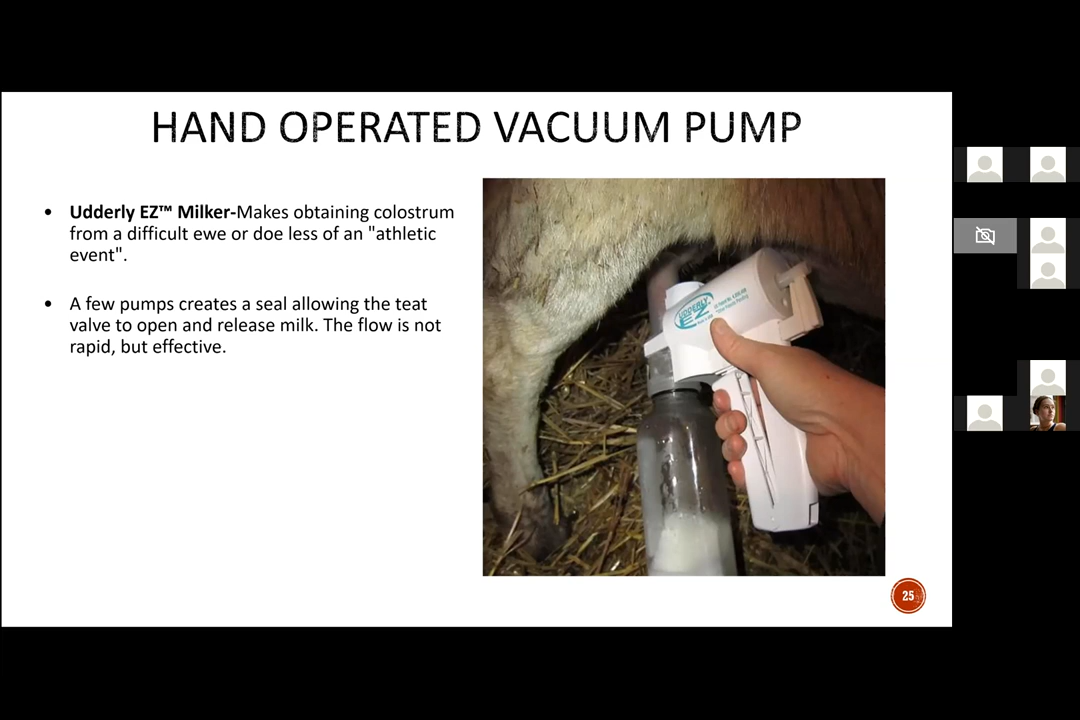 HAND OPERATED VACUUM PUMP
• Udderly EZ™ Milker-Makes obtaining colostrum
from a difficult ewe or doe less of an "athletic
event".
• A few pumps creates a seal allowing the teat
valve to open and release milk. The flow is not
rapid, but effective.
UDDERLY
EZ
25